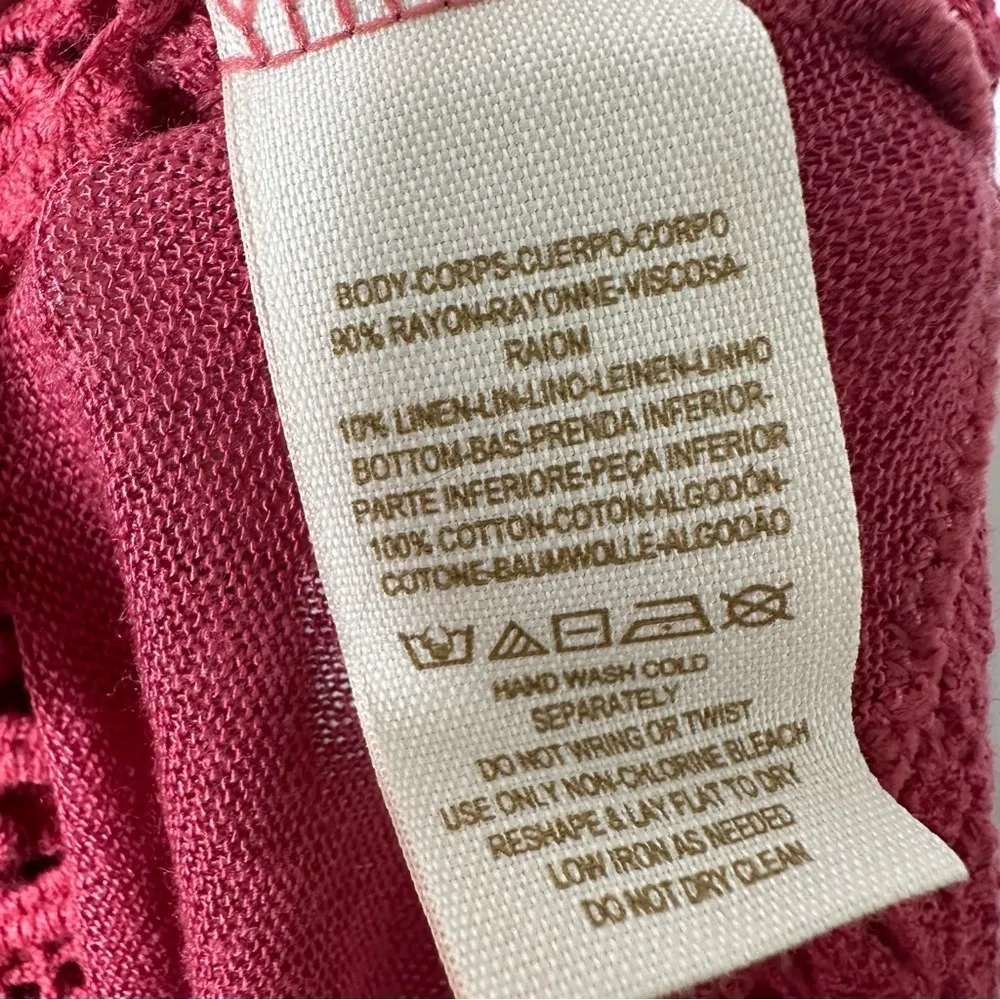 BODY-CORPS-CUERPO-CORPO
90% RAYON-RAYONNE-VISCOSA
RAION
10% LINEN-LIN-LINO-LEINEN-LINHO
BOTTOM-BAS-PRENDA INFERIOR-
PARTE INFERIORE-PEÇA INFERIOR
100% COTTON-COTON-ALGODÓN-
COTONE-BAUMWOLLE-ALGODÃO
HAND WASH COLD
SEPARATELY
DO NOT WRING OR TWIST
USE ONLY NON-CHLORINE BLEACH
RESHAPE & LAY FLAT TO DRY
LOW IRON AS NEEDED
DO NOT DRY CLEAN